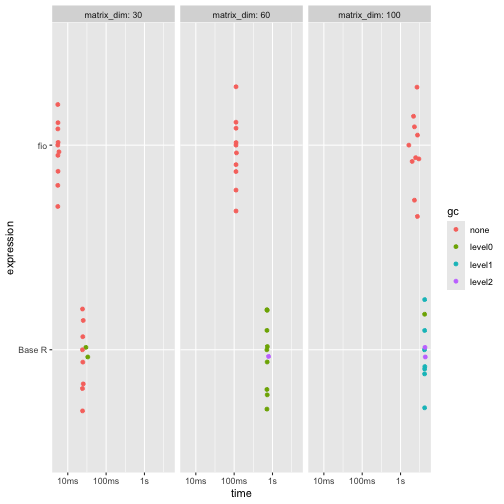 matrix_dim: 30
matrix_dim: 60
matrix_dim: 100
fio
Base R
expression
10ms 100ms 1s
10ms 100ms 1s
10ms 100ms 1s
time
gc
none
level0
level1
level2